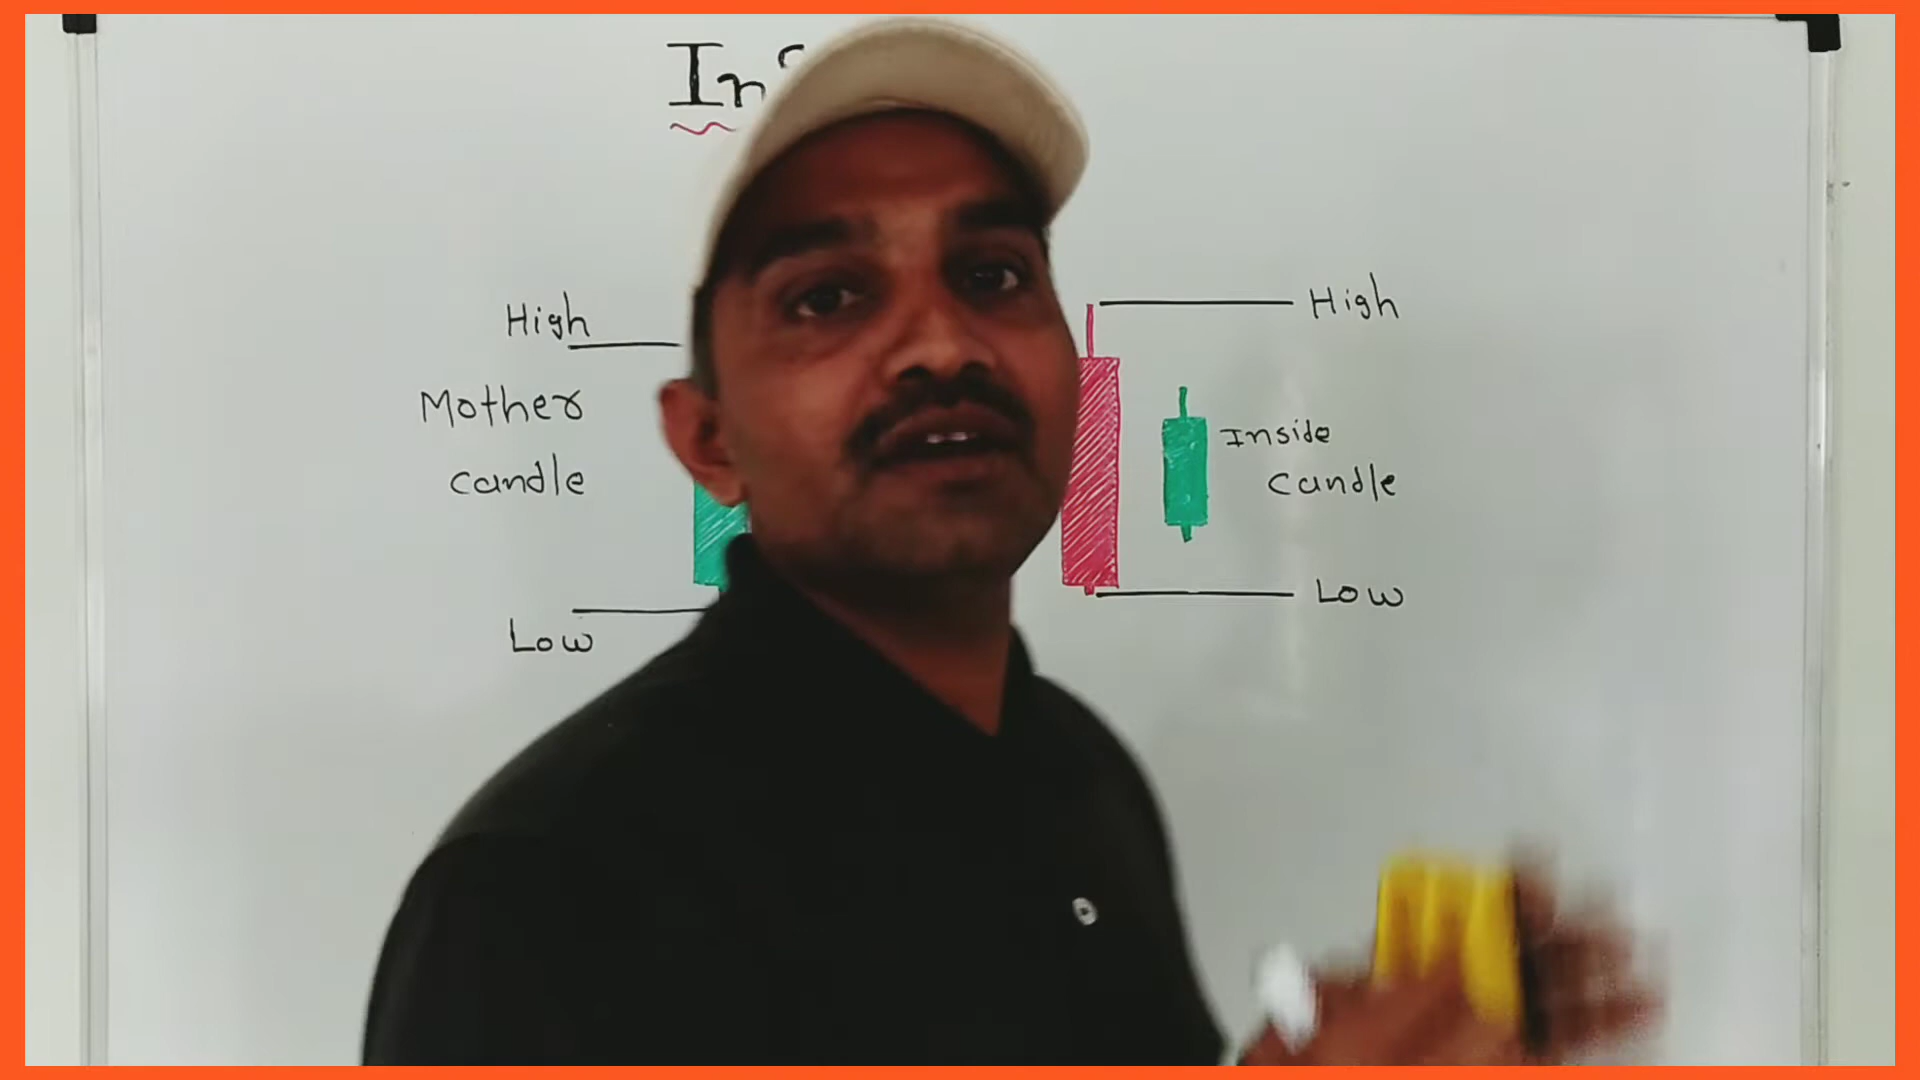 High
Mother
candle
Low
High
Inside
candle
Low